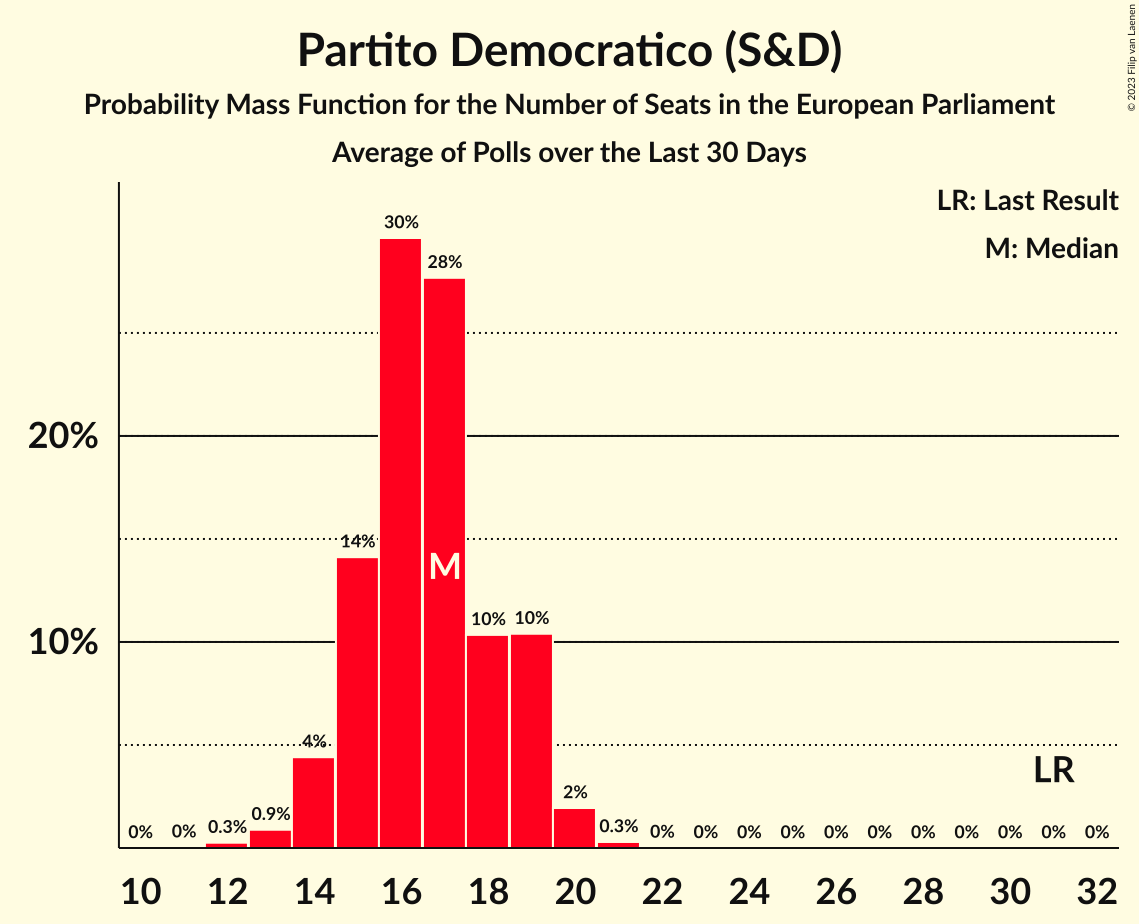 Partito Democratico (S&D)
Probability Mass Function for the Number of Seats in the European Parliament
Average of Polls over the Last 30 Days
© 2023 Filip van Laenen
LR: Last Result
M: Median
30%
28%
20%
14%
M
10% 10%
10%
4%
LR
2%
0% 0% 0.3% 0.9% 0.3% 0% 0% 0% 0% 0% 0% 0% 0% 0% 0% 0%
10 12 14 16 18 20 22 24 26 28 30 32